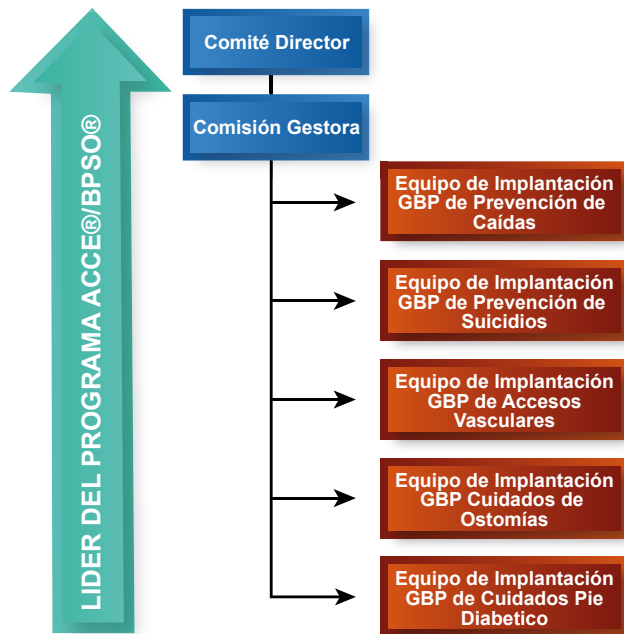 Comité Director
Comisión Gestora
LIDER DEL PROGRAMA ACCE®/BPSO®
Equipo de Implantación
GBP de Prevención de
Caídas
Equipo de Implantación
GBP de Prevención de
Suicidios
Equipo de Implantación
GBP de Accesos
Vasculares
Equipo de Implantación
GBP Cuidados de
Ostomías
Equipo de Implantación
GBP de Cuidados Pie
Diabetico